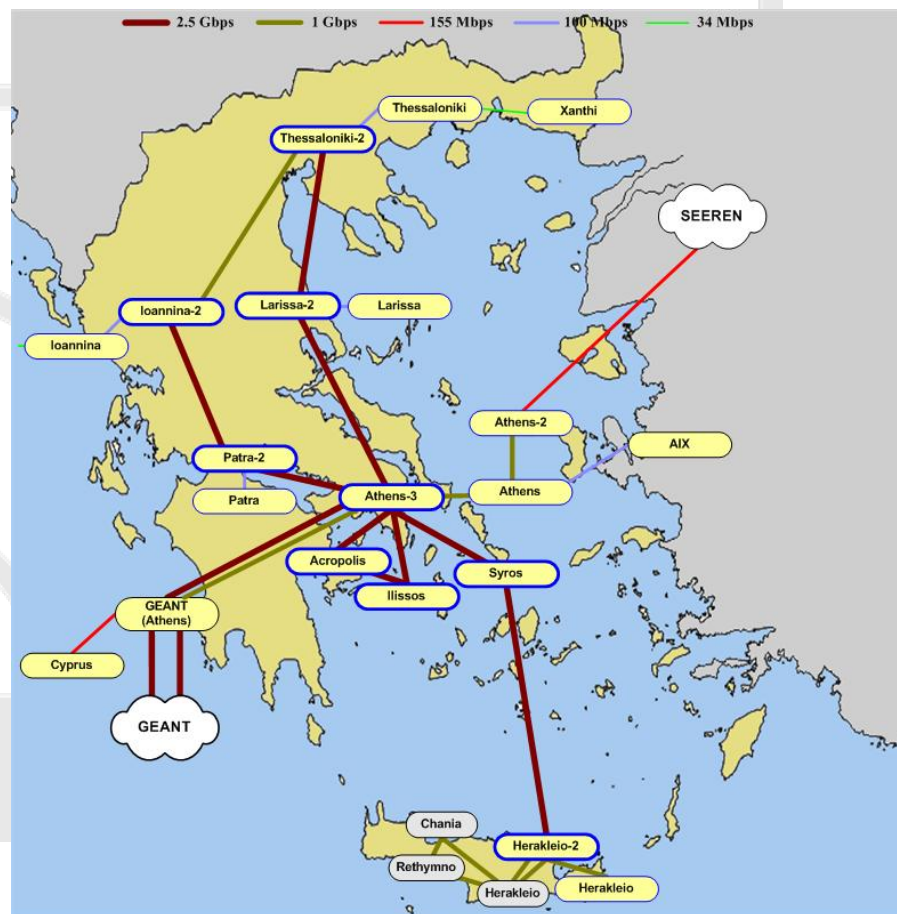 2.5 Gbps 1 Gbps 155 Mbps 100 Mbps 34 Mbps
Thessaloniki
Xanthi
Thessaloniki-2
SEEREN
Ioannina-2
Larissa-2
Larissa
Ioannina
Athens-2
AIX
Patra-2
Athens
Patra
Athens-3
Acropolis
Syros
Ilissos
GEANT
(Athens)
Cyprus
GEANT
Chania
Herakleio-2
Rethymno
Herakleio
Herakleio